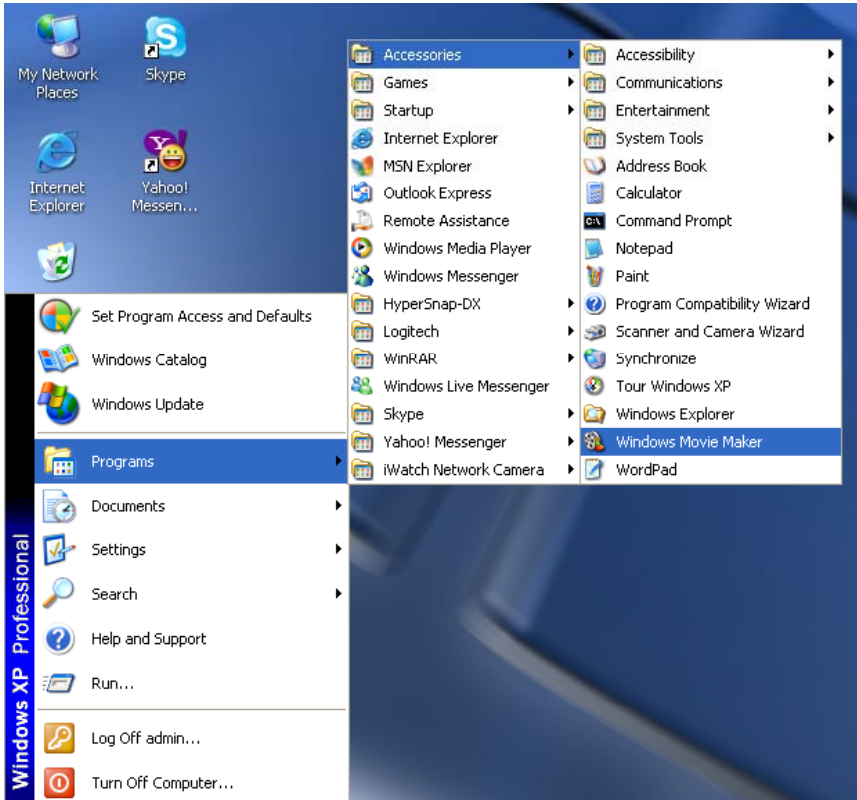 My Network
Places
Skype
Internet
Explorer
Yahoo!
Messen...
Set Program Access and Defaults
Windows Catalog
Windows Update
Programs
Documents
Settings
Search
Help and Support
Run...
Log Off admin...
Turn Off Computer...
Windows XP Professional
Accessories
Games
Startup
Internet Explorer
MSN Explorer
Outlook Express
Remote Assistance
Windows Media Player
Windows Messenger
HyperSnap-DX
Logitech
WinRAR
Windows Live Messenger
Skype
Yahoo! Messenger
iWatch Network Camera
Accessibility
Communications
Entertainment
System Tools
Address Book
Calculator
Command Prompt
Notepad
Paint
Program Compatibility Wizard
Scanner and Camera Wizard
Synchronize
Tour Windows XP
Windows Explorer
Windows Movie Maker
WordPad